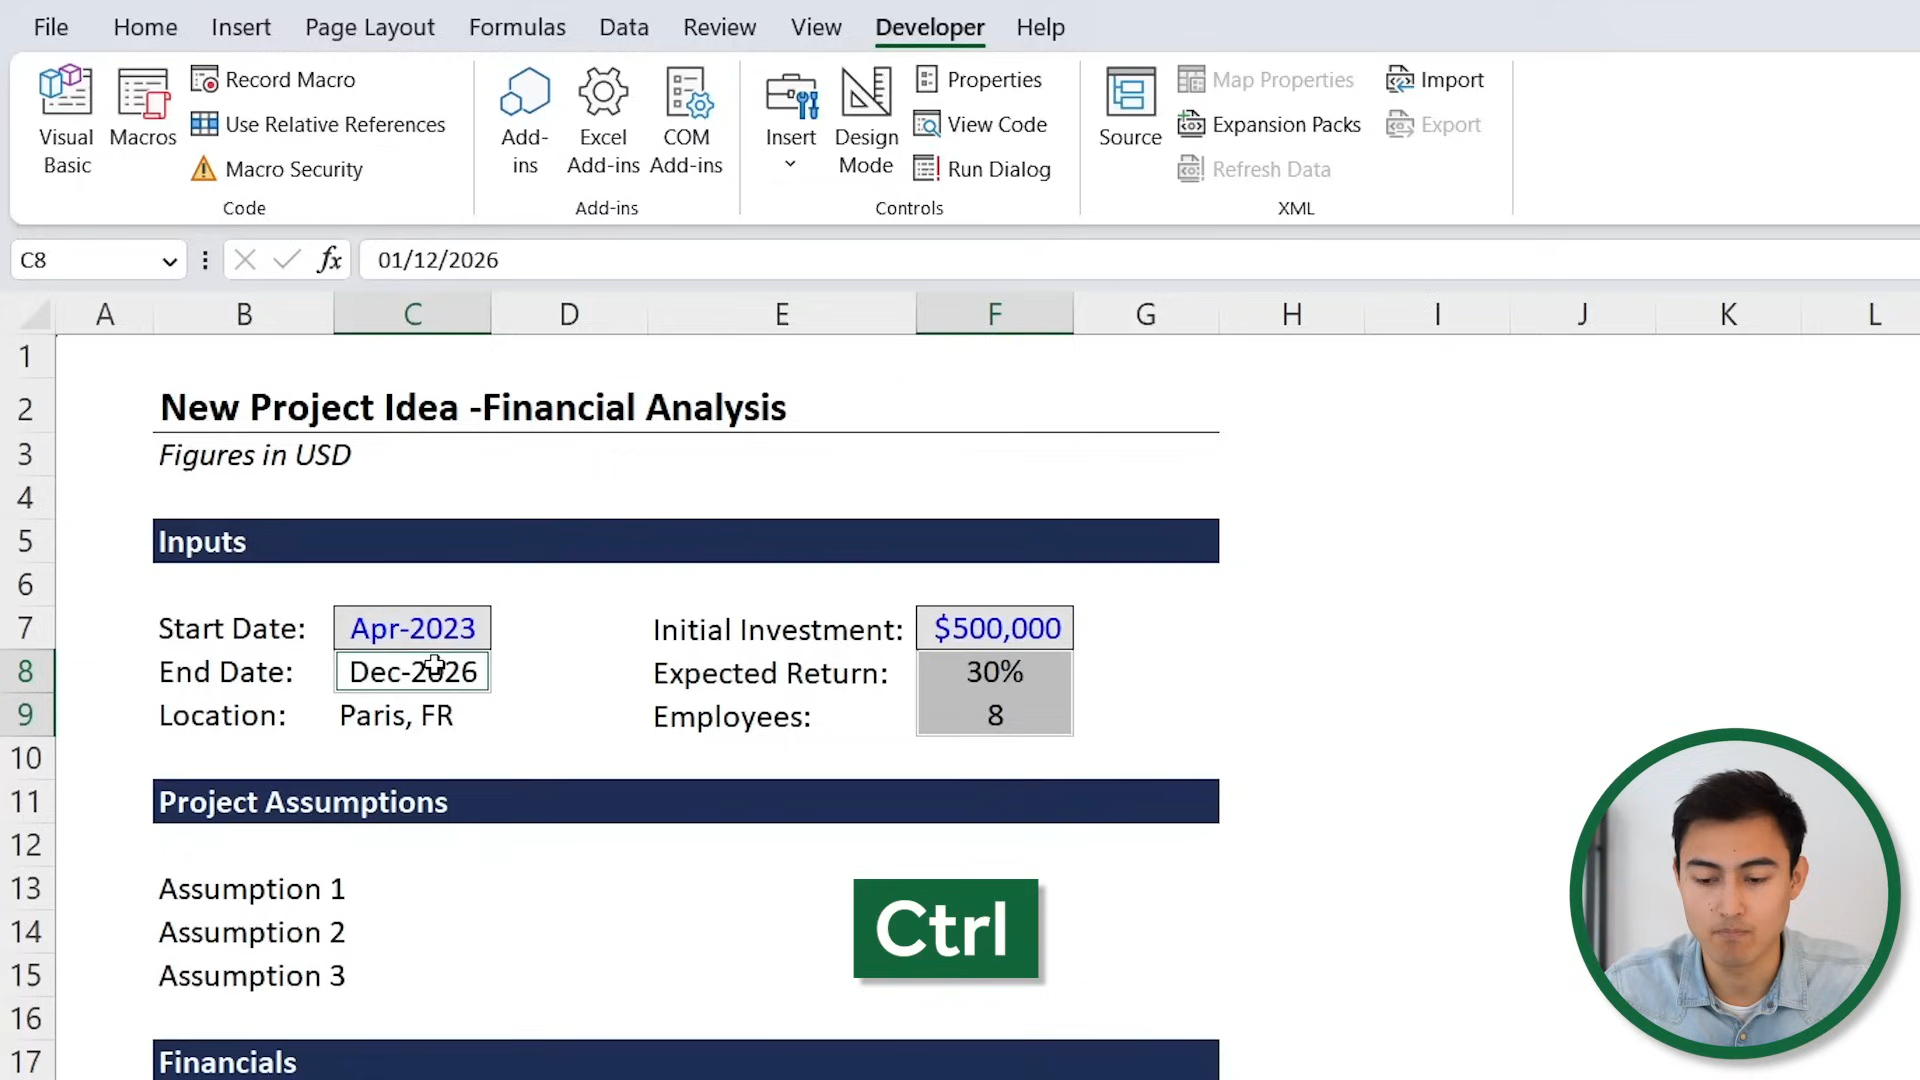 File Home Insert Page Layout Formulas Data Review View Developer Help
Visual Basic
Macros
Record Macro
Use Relative References
Macro Security
Code
Add-ins
Excel Add-ins
COM Add-ins
Add-ins
Insert
Design Mode
Properties
View Code
Run Dialog
Controls
Source
Map Properties
Expansion Packs
Refresh Data
Import
Export
XML
C8 fx 01/12/2026
A B C D E F G H I J K L
1
2 New Project Idea -Financial Analysis
3 Figures in USD
4
5 Inputs
6
7 Start Date: Apr-2023 Initial Investment: $500,000
8 End Date: Dec-2026 Expected Return: 30%
9 Location: Paris, FR Employees: 8
10
11 Project Assumptions
12
13 Assumption 1
14 Assumption 2
15 Assumption 3
16
17 Financials
Ctrl